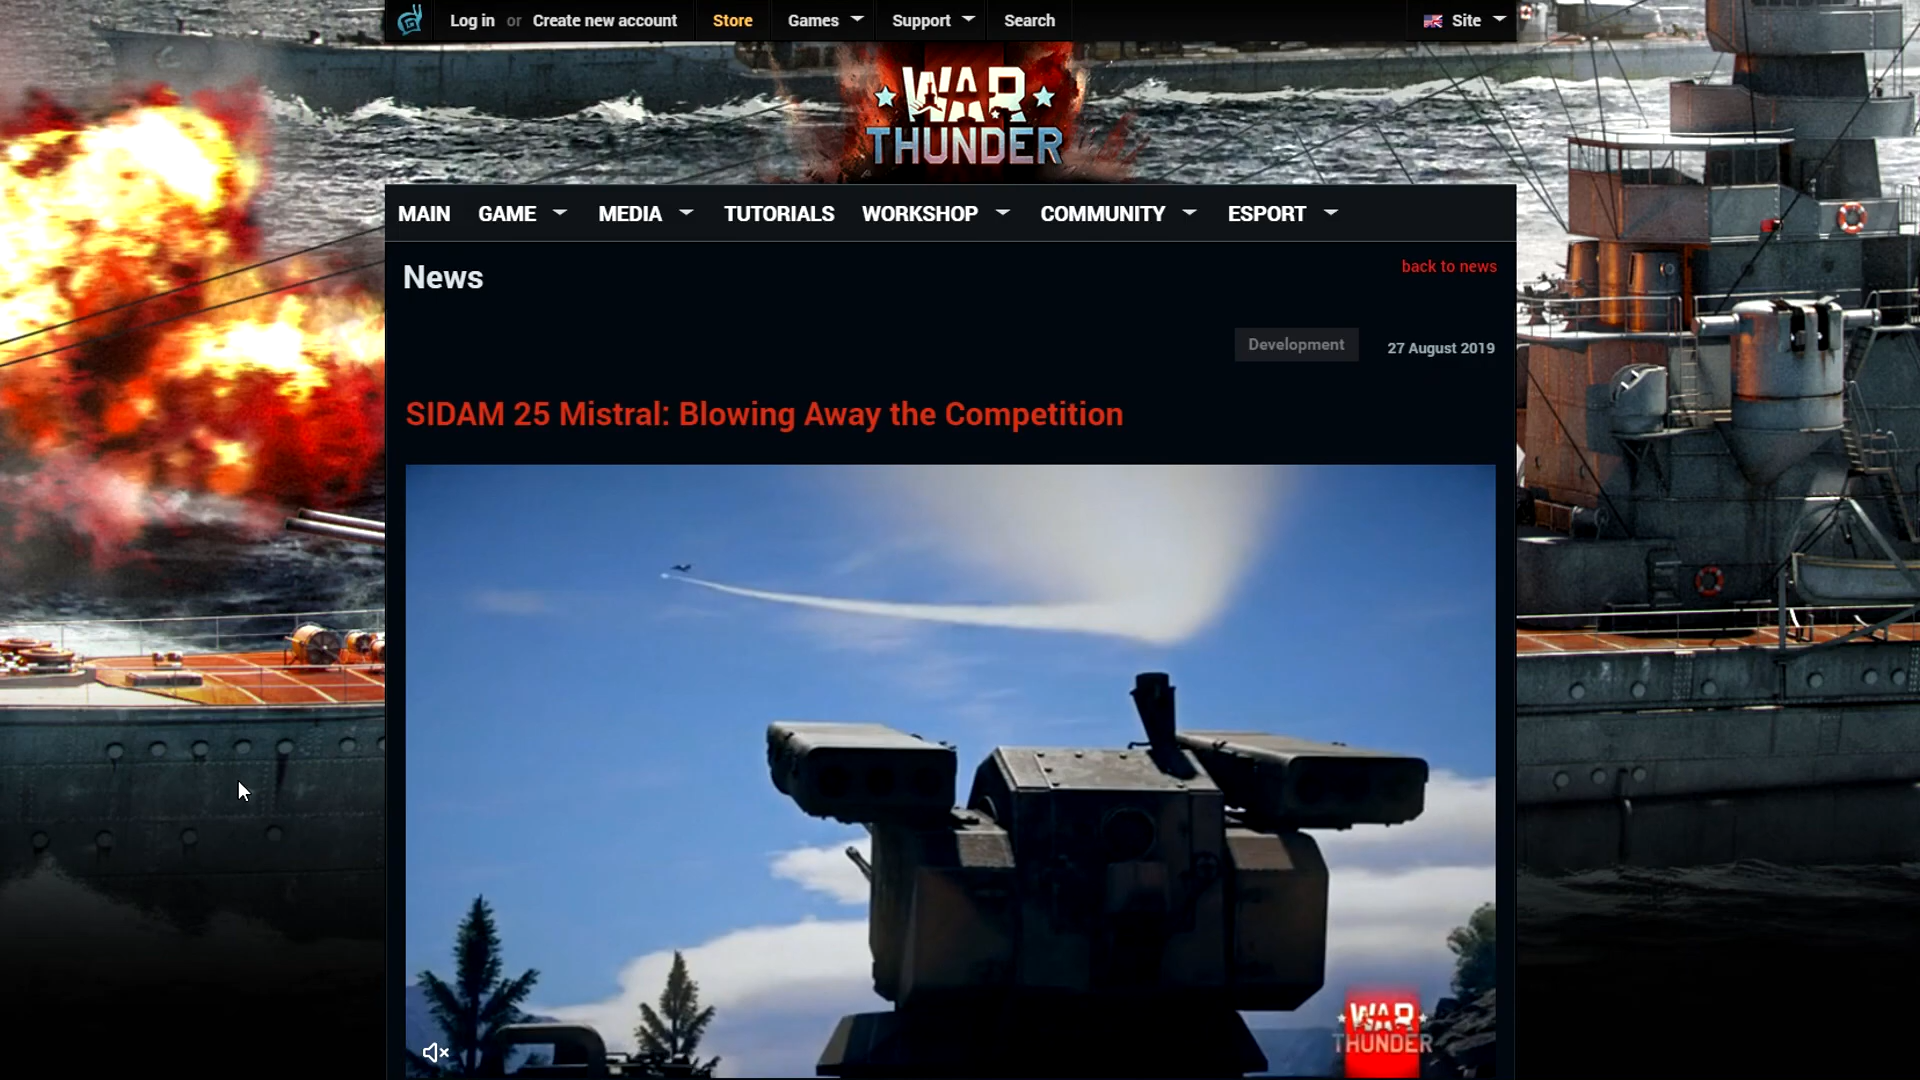 Log in or Create new account Store Games Support Search Site
WAR
THUNDER
MAIN GAME MEDIA TUTORIALS WORKSHOP COMMUNITY ESPORT
News
back to news
Development 27 August 2019
SIDAM 25 Mistral: Blowing Away the Competition
WAR
THUNDER